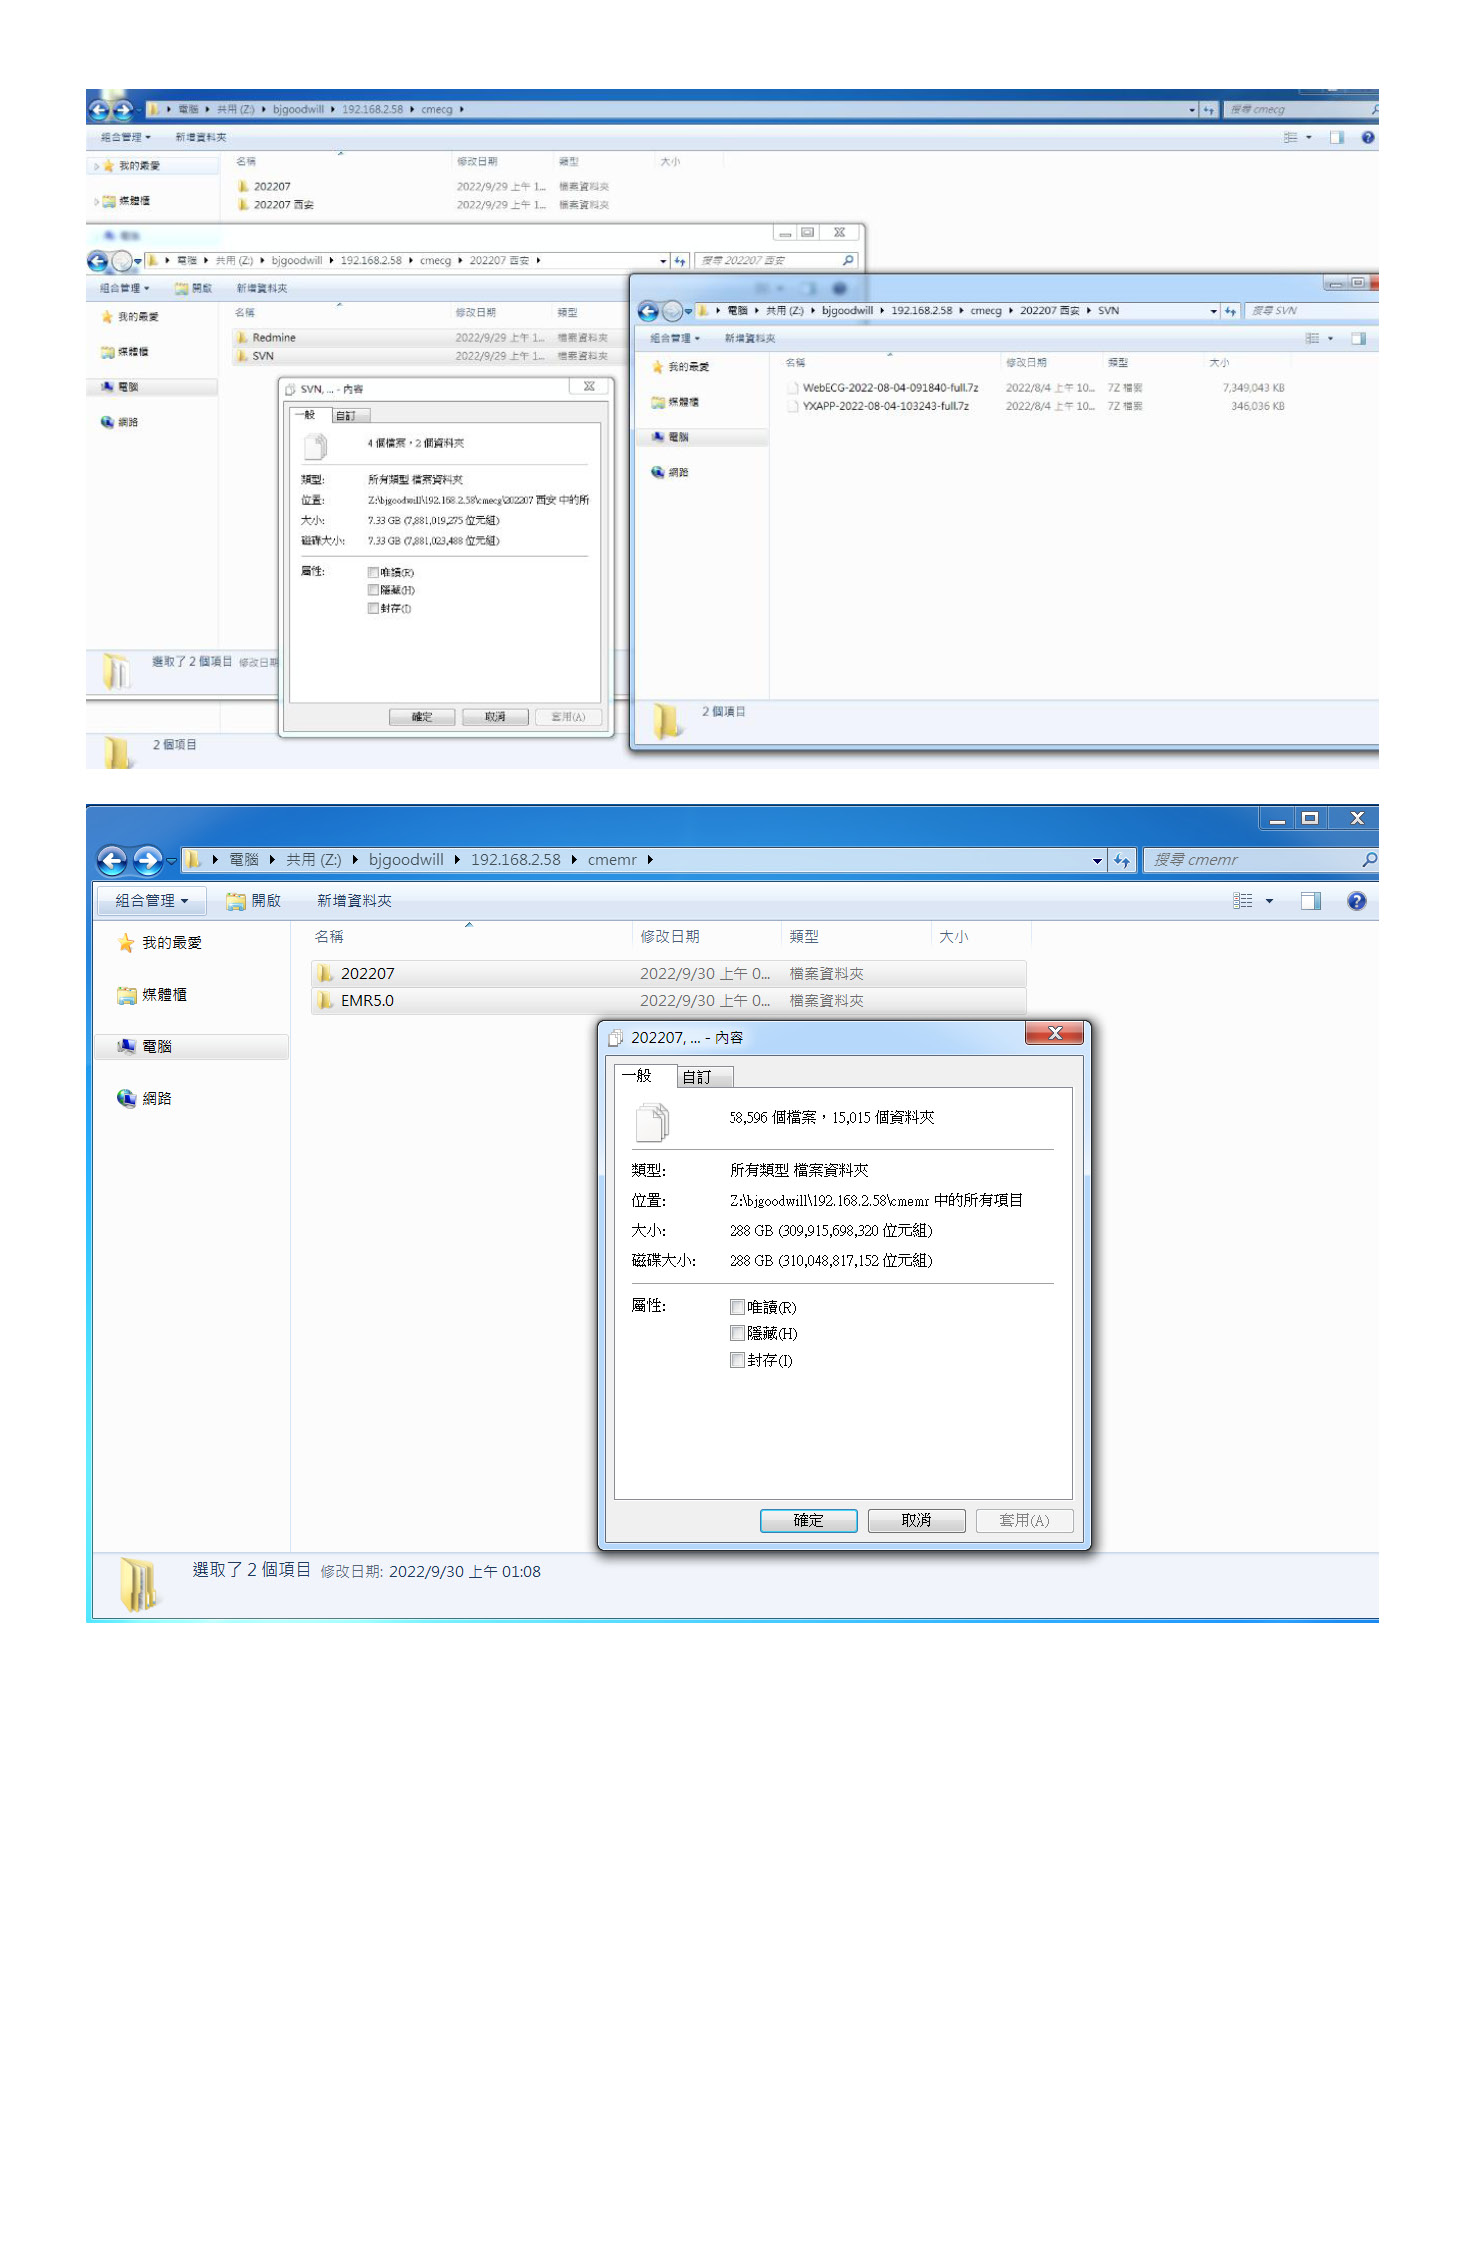 電腦 共用 (Z:) bjgoodwill 192.168.2.58 cmecg 搜尋 cmecg
組合管理 新增資料夾
我的最愛 名稱 修改日期 類型 大小
202207 2022/9/29 上午 1... 檔案資料夾
媒體櫃 202207 西安 2022/9/29 上午 1... 檔案資料夾
電腦
電腦 共用 (Z:) bjgoodwill 192.168.2.58 cmecg 202207 西安 搜尋 202207 西安
組合管理 開啟 新增資料夾
我的最愛 名稱 修改日期 類型
Redmine 2022/9/29 上午 1... 檔案資料夾
媒體櫃 SVN 2022/9/29 上午 1... 檔案資料夾
電腦
網路
SVN, ... - 內容
一般 自訂
4 個檔案，2 個資料夾
類型: 所有類型 檔案資料夾
位置: Z:\bjgoodwill\192.168.2.58\cmecg\202207 西安 中的所
大小: 7.33 GB (7,881,019,275 位元組)
磁碟大小: 7.33 GB (7,881,023,488 位元組)
屬性: 唯讀(R)
隱藏(H)
封存(I)
確定 取消 套用(A)
選取了 2 個項目 修改日期
2 個項目
電腦 共用 (Z:) bjgoodwill 192.168.2.58 cmecg 202207 西安 SVN 搜尋 SVN
組合管理 新增資料夾
我的最愛 名稱 修改日期 類型 大小
WebECG-2022-08-04-091840-full.7z 2022/8/4 上午 10... 7Z 檔案 7,349,043 KB
媒體櫃 YXAPP-2022-08-04-103243-full.7z 2022/8/4 上午 10... 7Z 檔案 346,036 KB
電腦
網路
2 個項目
電腦 共用 (Z:) bjgoodwill 192.168.2.58 cmemr 搜尋 cmemr
組合管理 開啟 新增資料夾
我的最愛 名稱 修改日期 類型 大小
202207 2022/9/30 上午 0... 檔案資料夾
媒體櫃 EMR5.0 2022/9/30 上午 0... 檔案資料夾
電腦
網路
202207, ... - 內容
一般 自訂
58,596 個檔案，15,015 個資料夾
類型: 所有類型 檔案資料夾
位置: Z:\bjgoodwill\192.168.2.58\cmemr 中的所有項目
大小: 288 GB (309,915,698,320 位元組)
磁碟大小: 288 GB (310,048,817,152 位元組)
屬性: 唯讀(R)
隱藏(H)
封存(I)
確定 取消 套用(A)
選取了 2 個項目 修改日期: 2022/9/30 上午 01:08